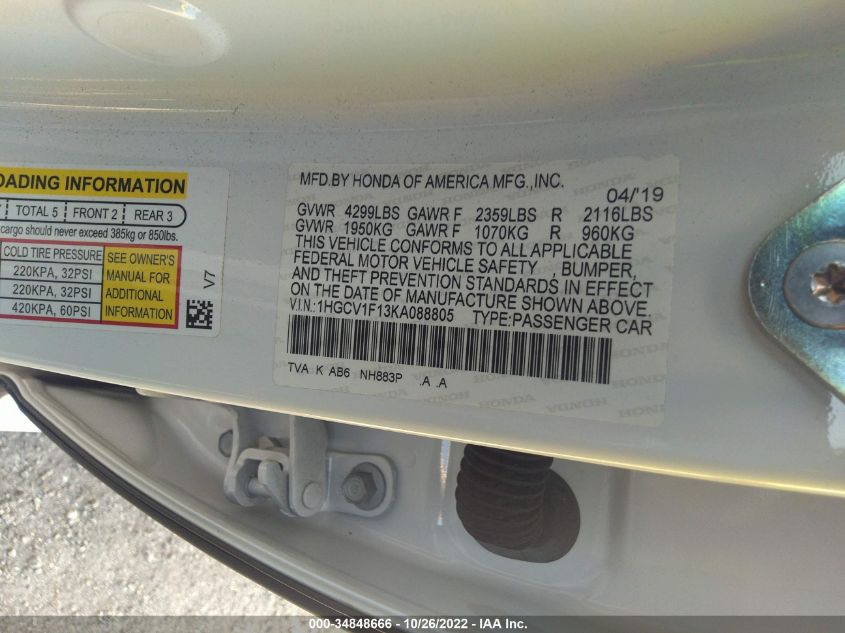 OADING INFORMATION
TOTAL 5 FRONT 2 REAR 3
cargo should never exceed 385kg or 850lbs.
COLD TIRE PRESSURE
220KPA, 32PSI
220KPA, 32PSI
420KPA, 60PSI
SEE OWNER'S
MANUAL FOR
ADDITIONAL
INFORMATION
V7
MFD.BY HONDA OF AMERICA MFG.,INC.
04/'19
GVWR 4299LBS GAWR F 2359LBS R 2116LBS
GVWR 1950KG GAWR F 1070KG R 960KG
THIS VEHICLE CONFORMS TO ALL APPLICABLE
FEDERAL MOTOR VEHICLE SAFETY , BUMPER,
AND THEFT PREVENTION STANDARDS IN EFFECT
ON THE DATE OF MANUFACTURE SHOWN ABOVE.
V.I.N.:1HGCV1F13KA088805 TYPE:PASSENGER CAR
TVA K AB6 NH883P .A .A
HONDA HONDA HONDA HONDA
000-34848666 - 10/26/2022 - IAA Inc.